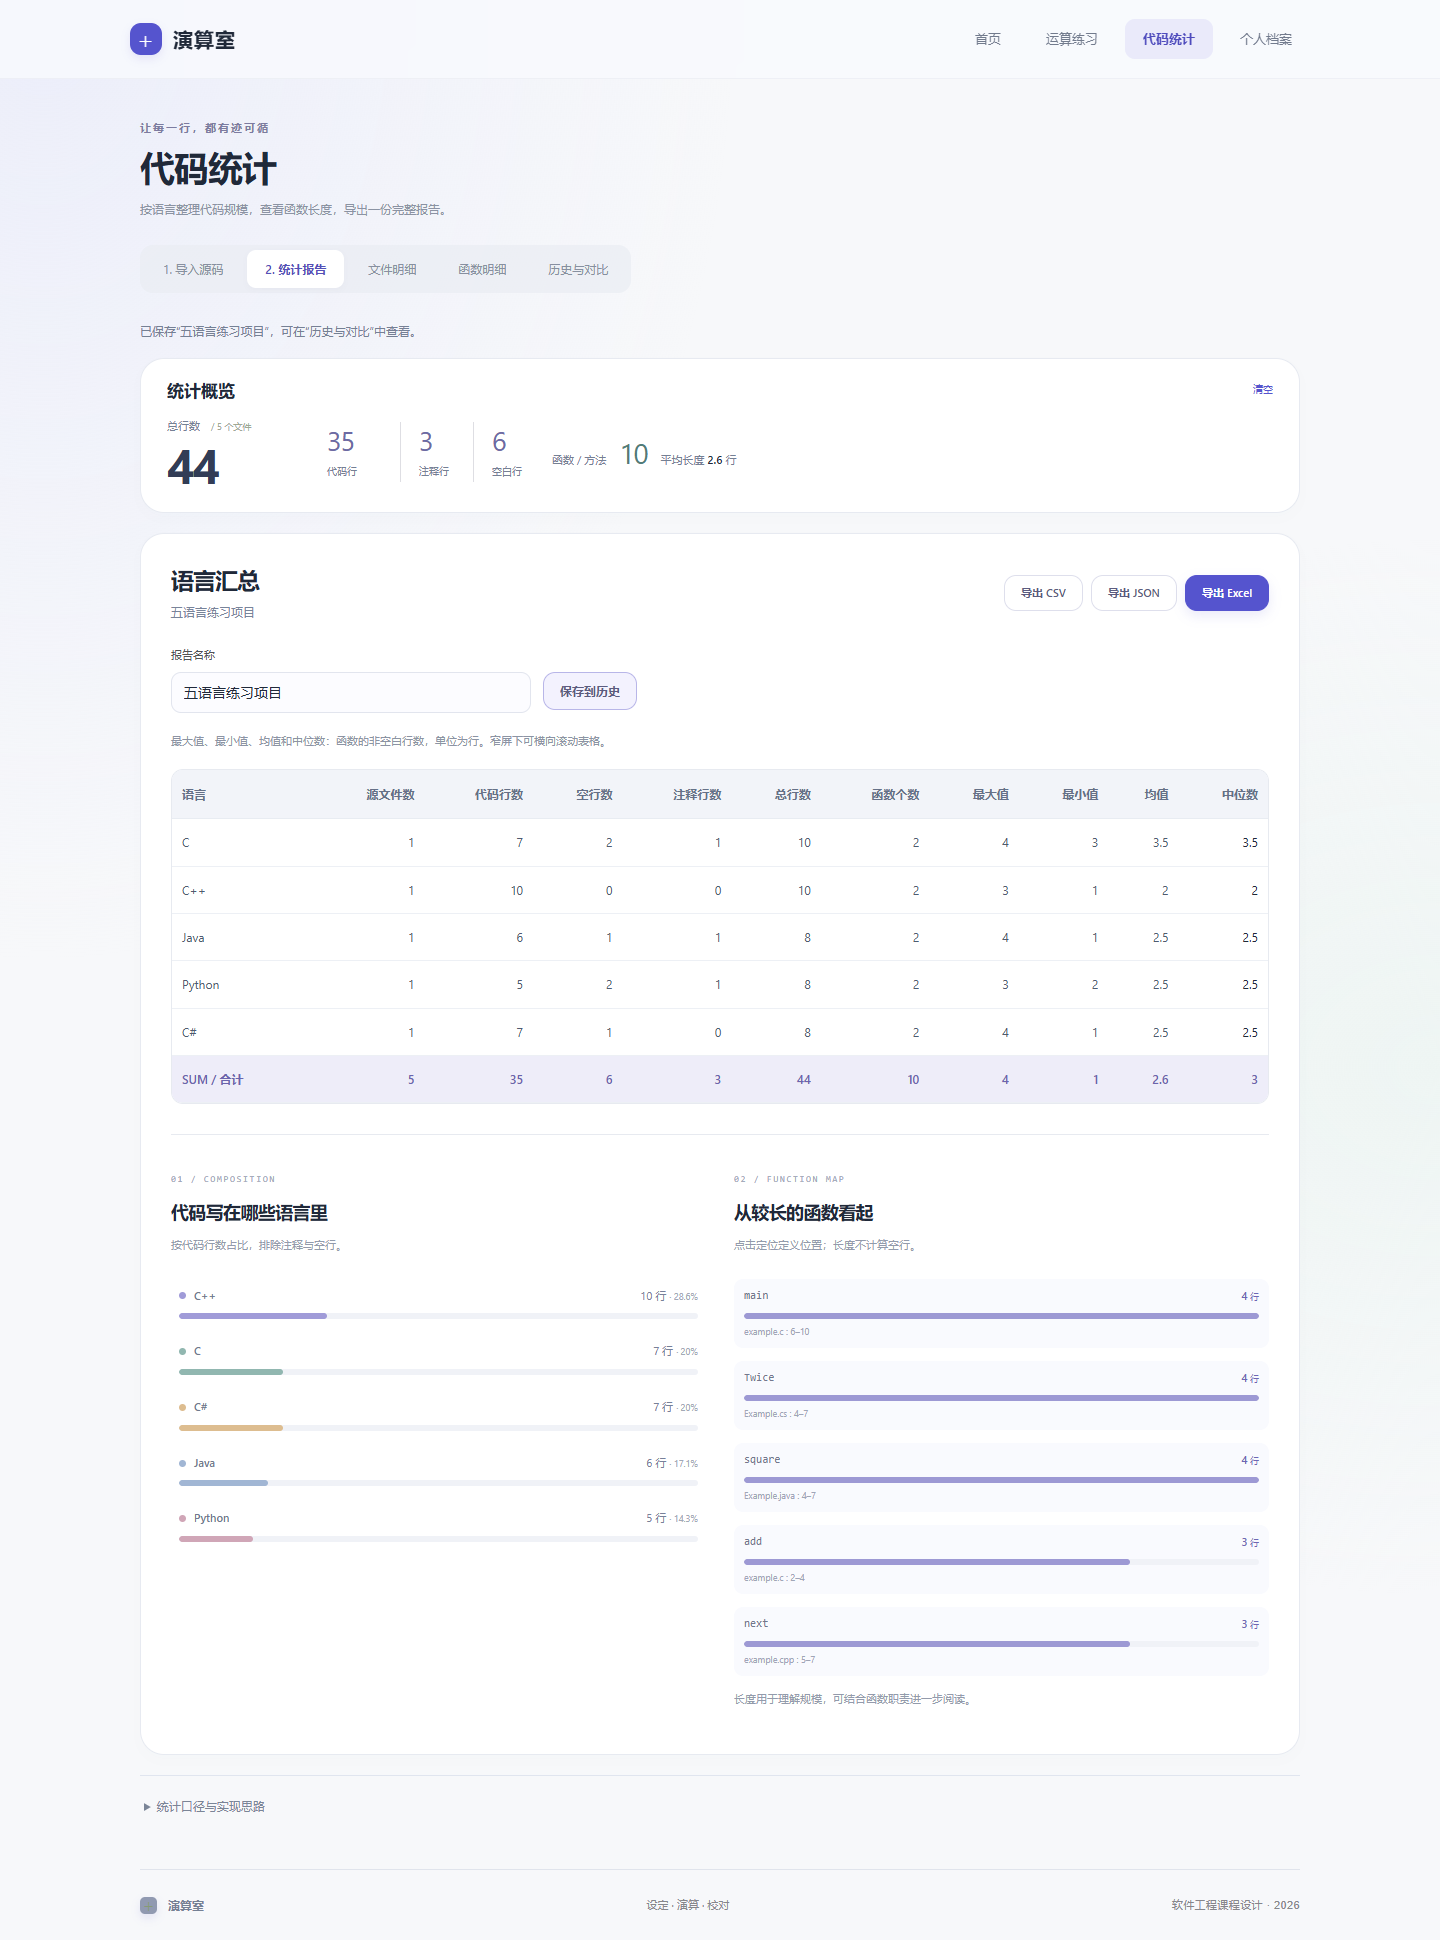 + 演算室
首页 运算练习 代码统计 个人档案
让每一行，都有迹可循
代码统计
按语言整理代码规模，查看函数长度，导出一份完整报告。
1. 导入源码 2. 统计报告 文件明细 函数明细 历史与对比
已保存“五语言练习项目”，可在“历史与对比”中查看。
统计概览 清空
总行数 / 5 个文件
44
35 代码行
3 注释行
6 空白行
函数 / 方法 10 平均长度 2.6 行
语言汇总
五语言练习项目
导出 CSV 导出 JSON 导出 Excel
报告名称
五语言练习项目 保存到历史
最大值、最小值、均值和中位数：函数的非空白行数，单位为行。窄屏下可横向滚动表格。
语言 源文件数 代码行数 空行数 注释行数 总行数 函数个数 最大值 最小值 均值 中位数
C 1 7 2 1 10 2 4 3 3.5 3.5
C++ 1 10 0 0 10 2 3 1 2 2
Java 1 6 1 1 8 2 4 1 2.5 2.5
Python 1 5 2 1 8 2 3 2 2.5 2.5
C# 1 7 1 0 8 2 4 1 2.5 2.5
SUM / 合计 5 35 6 3 44 10 4 1 2.6 3
01 / COMPOSITION
代码写在哪些语言里
按代码行数占比，排除注释与空行。
C++ 10 行 · 28.6%
C 7 行 · 20%
C# 7 行 · 20%
Java 6 行 · 17.1%
Python 5 行 · 14.3%
02 / FUNCTION MAP
从较长的函数看起
点击定位定义位置；长度不计算空行。
main 4 行
example.c : 6–10
Twice 4 行
Example.cs : 4–7
square 4 行
Example.java : 4–7
add 3 行
example.c : 2–4
next 3 行
example.cpp : 5–7
长度用于理解规模，可结合函数职责进一步阅读。
统计口径与实现思路
演算室
设定 · 演算 · 校对
软件工程课程设计 · 2026